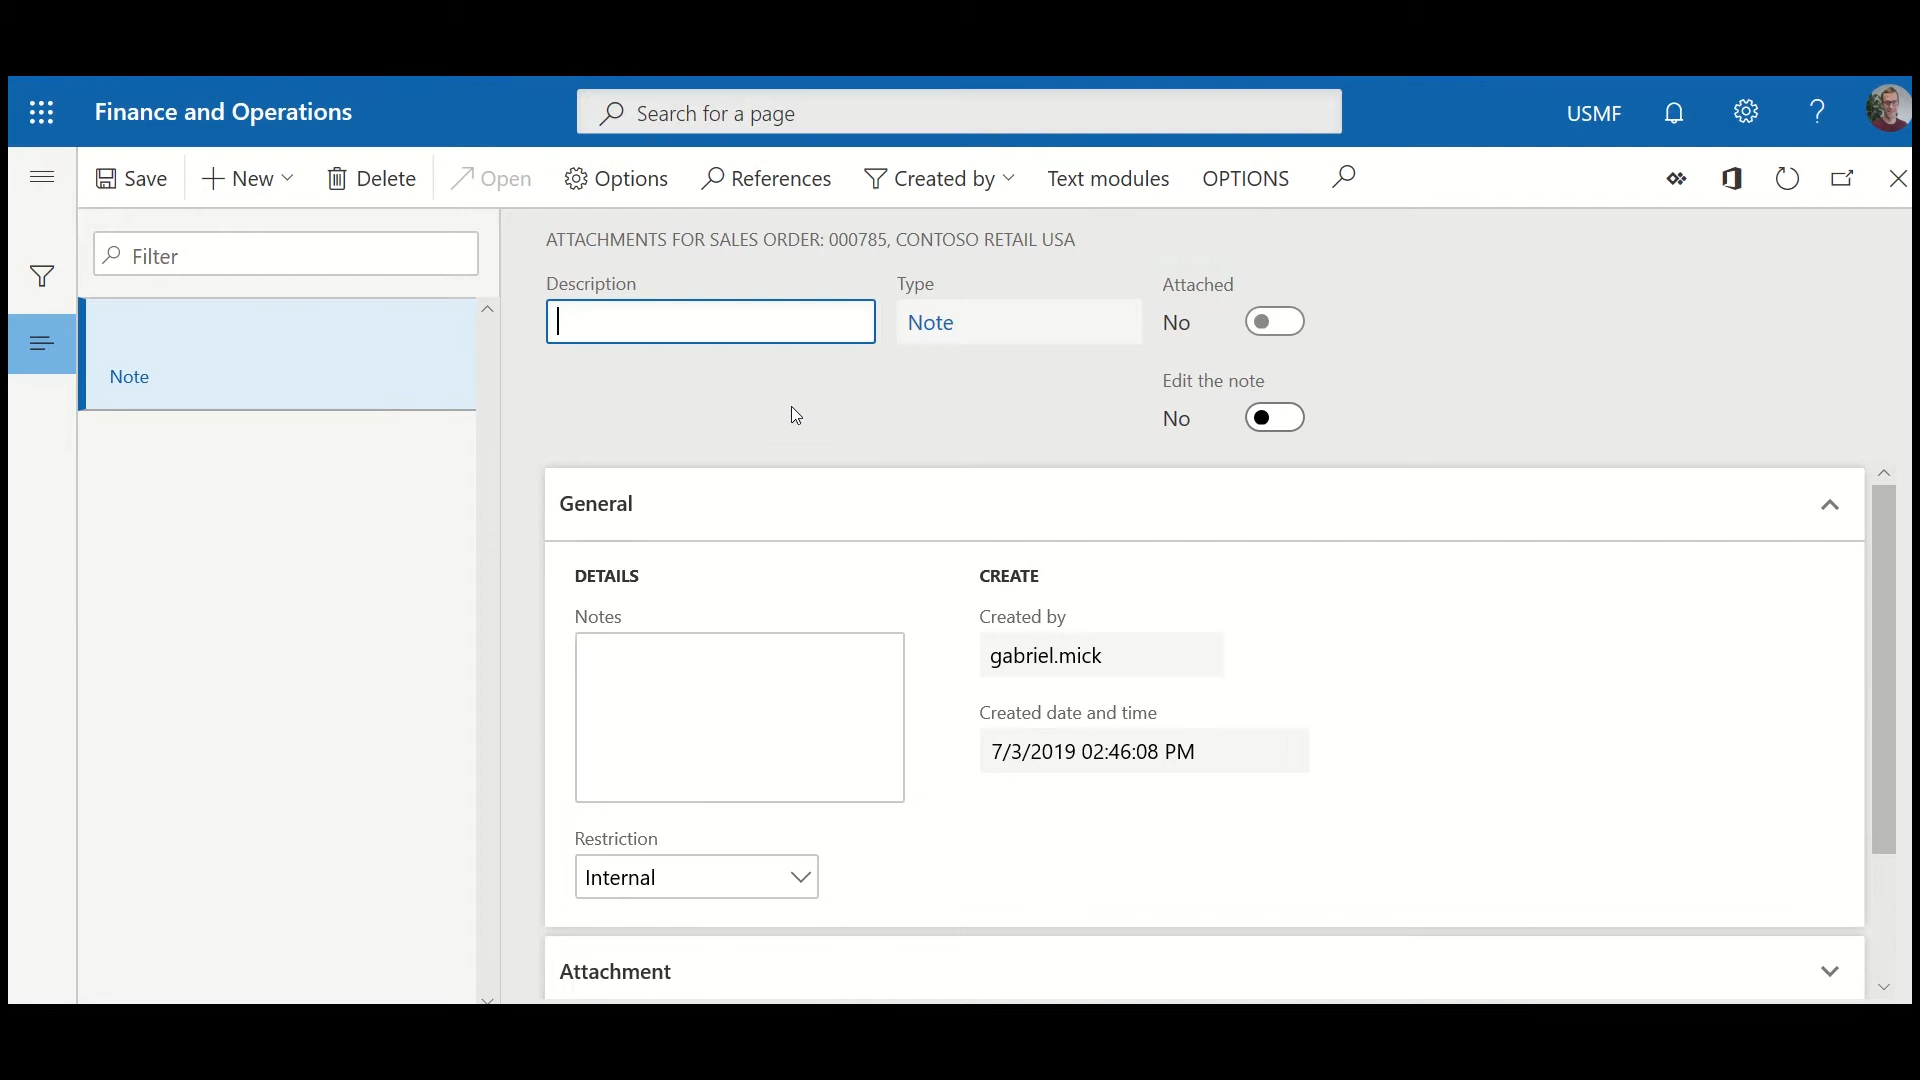 Finance and Operations
Search for a page
USMF
Save
New
Delete
Open
Options
References
Created by
Text modules
OPTIONS
Filter
Note
ATTACHMENTS FOR SALES ORDER: 000785, CONTOSO RETAIL USA
Description
Type
Attached
Note
No
Edit the note
No
General
DETAILS
CREATE
Notes
Created by
gabriel.mick
Created date and time
7/3/2019 02:46:08 PM
Restriction
Internal
Attachment